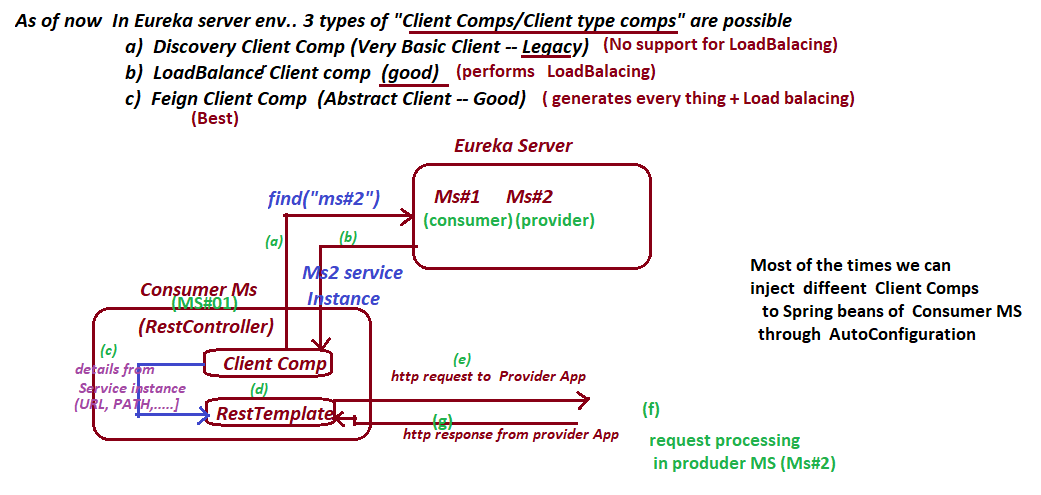 As of now In Eureka server env.. 3 types of "Client Comps/Client type comps" are possible
a) Discovery Client Comp (Very Basic Client -- Legacy) (No support for LoadBalacing)
b) LoadBalance Client comp (good) (performs LoadBalacing)
c) Feign Client Comp (Abstract Client -- Good) ( generates every thing + Load balacing)
(Best)
Eureka Server
find("ms#2")
Ms#1 Ms#2
(consumer) (provider)
(a) (b)
Ms2 service
Instance
Most of the times we can
inject diffeent Client Comps
to Spring beans of Consumer MS
through AutoConfiguration
Consumer Ms
(MS#01)
(RestController)
(c)
Client Comp
details from
Service instance
(URL, PATH,.....]
(d)
RestTemplate
(e)
http request to Provider App
(g)
http response from provider App
(f)
request processing
in produder MS (Ms#2)